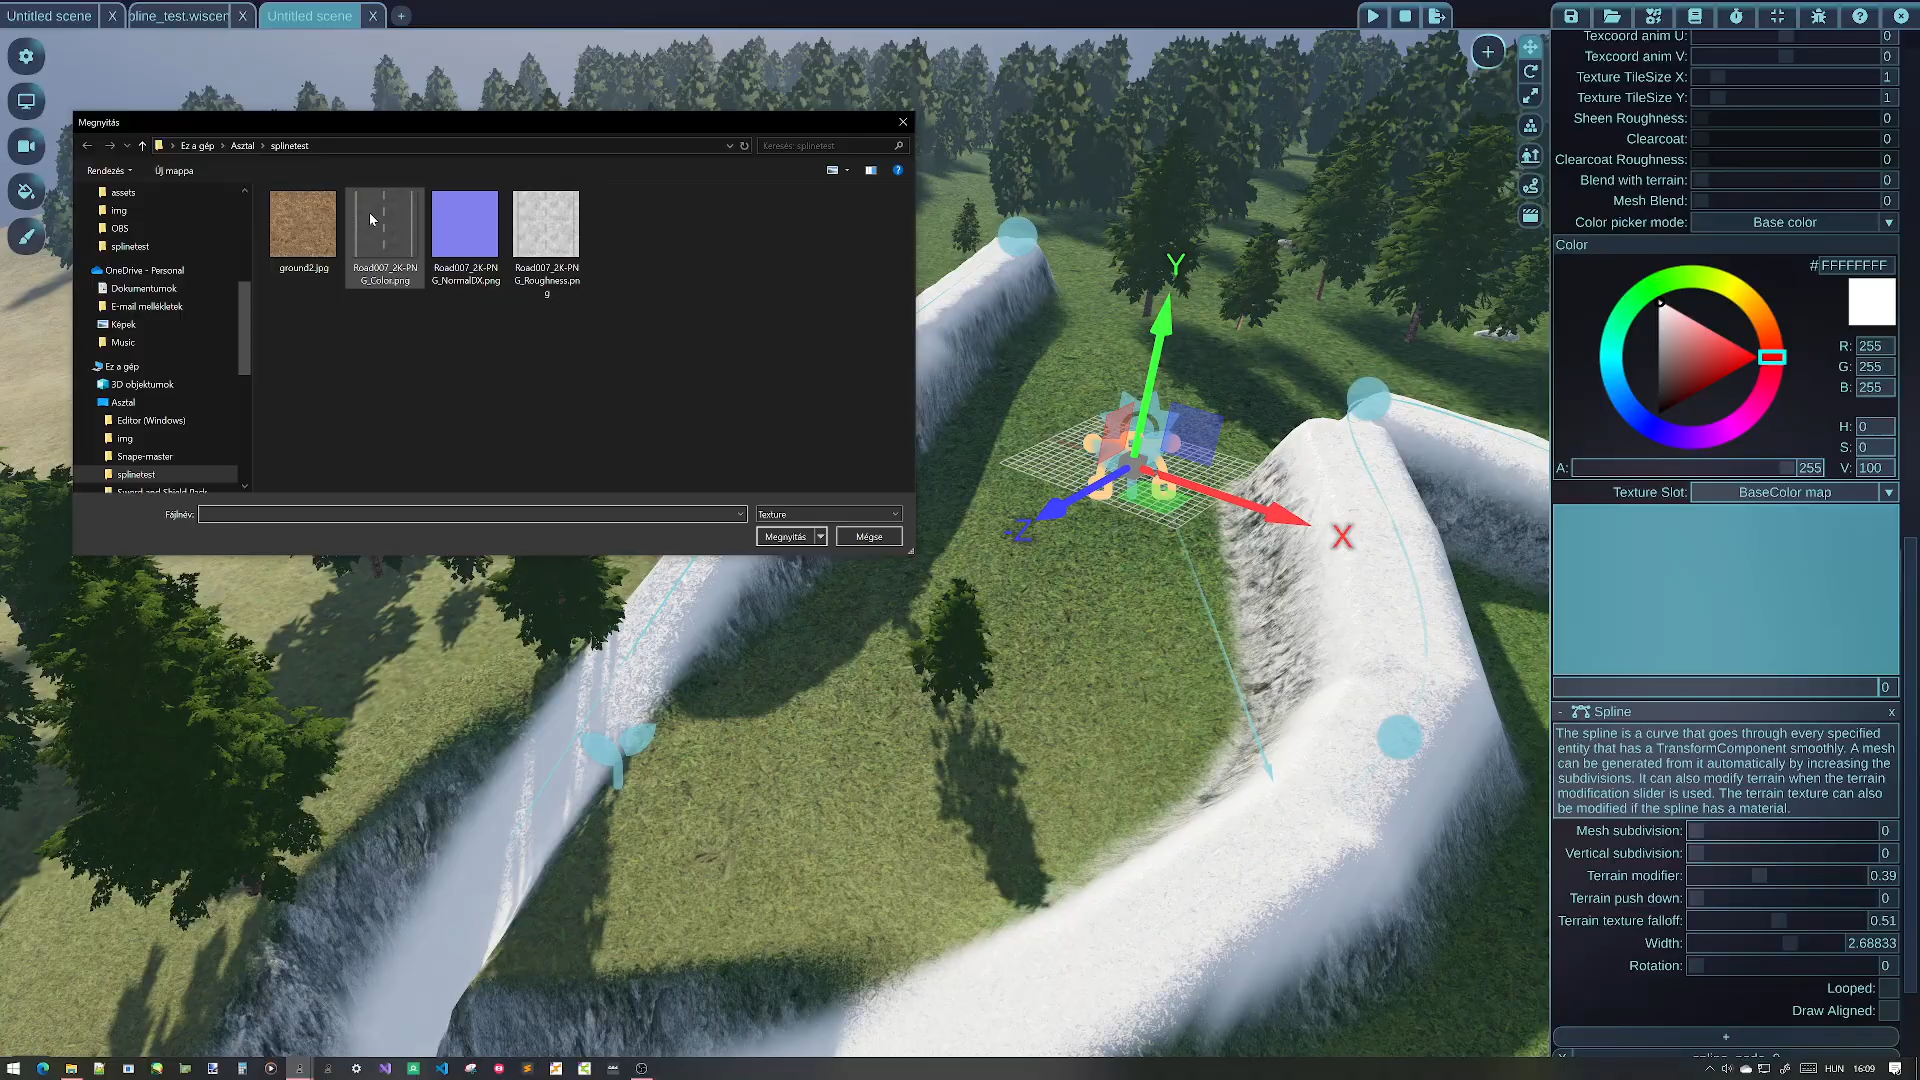 Untitled scene
pline_test.wiscen
Untitled scene
Megnyitás
Ez a gép
Asztal
splinetest
Keresés: splinetest
Rendezés
Új mappa
assets
img
OBS
splinetest
OneDrive - Personal
Dokumentumok
E-mail mellékletek
Képek
Music
Ez a gép
3D objektumok
Asztal
Editor (Windows)
img
Snape-master
splinetest
Sword and Shield Pack
ground2.jpg
Road007_2K-PN
G_Color.png
Road007_2K-PN
G_NormalDX.png
Road007_2K-PN
G_Roughness.pn
g
Fájlnév:
Texture
Megnyitás
Mégse
Y
X
-Z
Texcoord anim U: 0
Texcoord anim V: 0
Texture TileSize X: 1
Texture TileSize Y: 1
Sheen Roughness: 0
Clearcoat: 0
Clearcoat Roughness: 0
Blend with terrain: 0
Mesh Blend: 0
Color picker mode: Base color
Color
#FFFFFFFF
R: 255
G: 255
B: 255
H: 0
S: 0
V: 100
A: 255
Texture Slot: BaseColor map
0
- Spline x
The spline is a curve that goes through every specified
entity that has a TransformComponent smoothly. A mesh
can be generated from it automatically by increasing the
subdivisions. It can also modify terrain when the terrain
modification slider is used. The terrain texture can also
be modified if the spline has a material.
Mesh subdivision: 0
Vertical subdivision: 0
Terrain modifier: 0.39
Terrain push down: 0
Terrain texture falloff: 0.51
Width: 2.68833
Rotation: 0
Looped:
Draw Aligned:
+
HUN
16:09